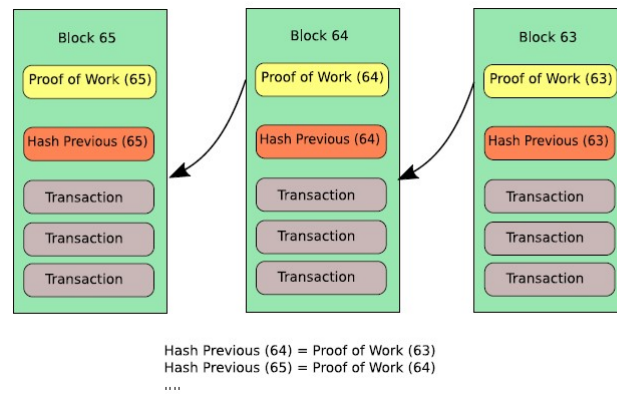 Block 65
Proof of Work (65)
Hash Previous (65)
Transaction
Transaction
Transaction
Block 64
Proof of Work (64)
Hash Previous (64)
Transaction
Transaction
Transaction
Block 63
Proof of Work (63)
Hash Previous (63)
Transaction
Transaction
Transaction
Hash Previous (64) = Proof of Work (63)
Hash Previous (65) = Proof of Work (64)
....